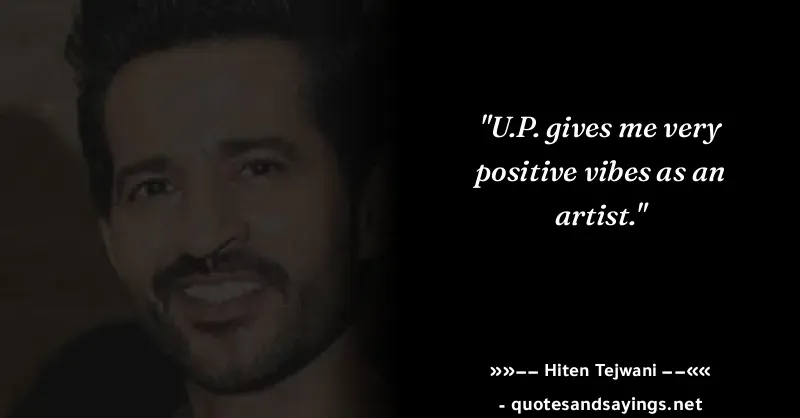 "U.P. gives me very
positive vibes as an
artist."
»»-- Hiten Tejwani --««
- quotesandsayings.net